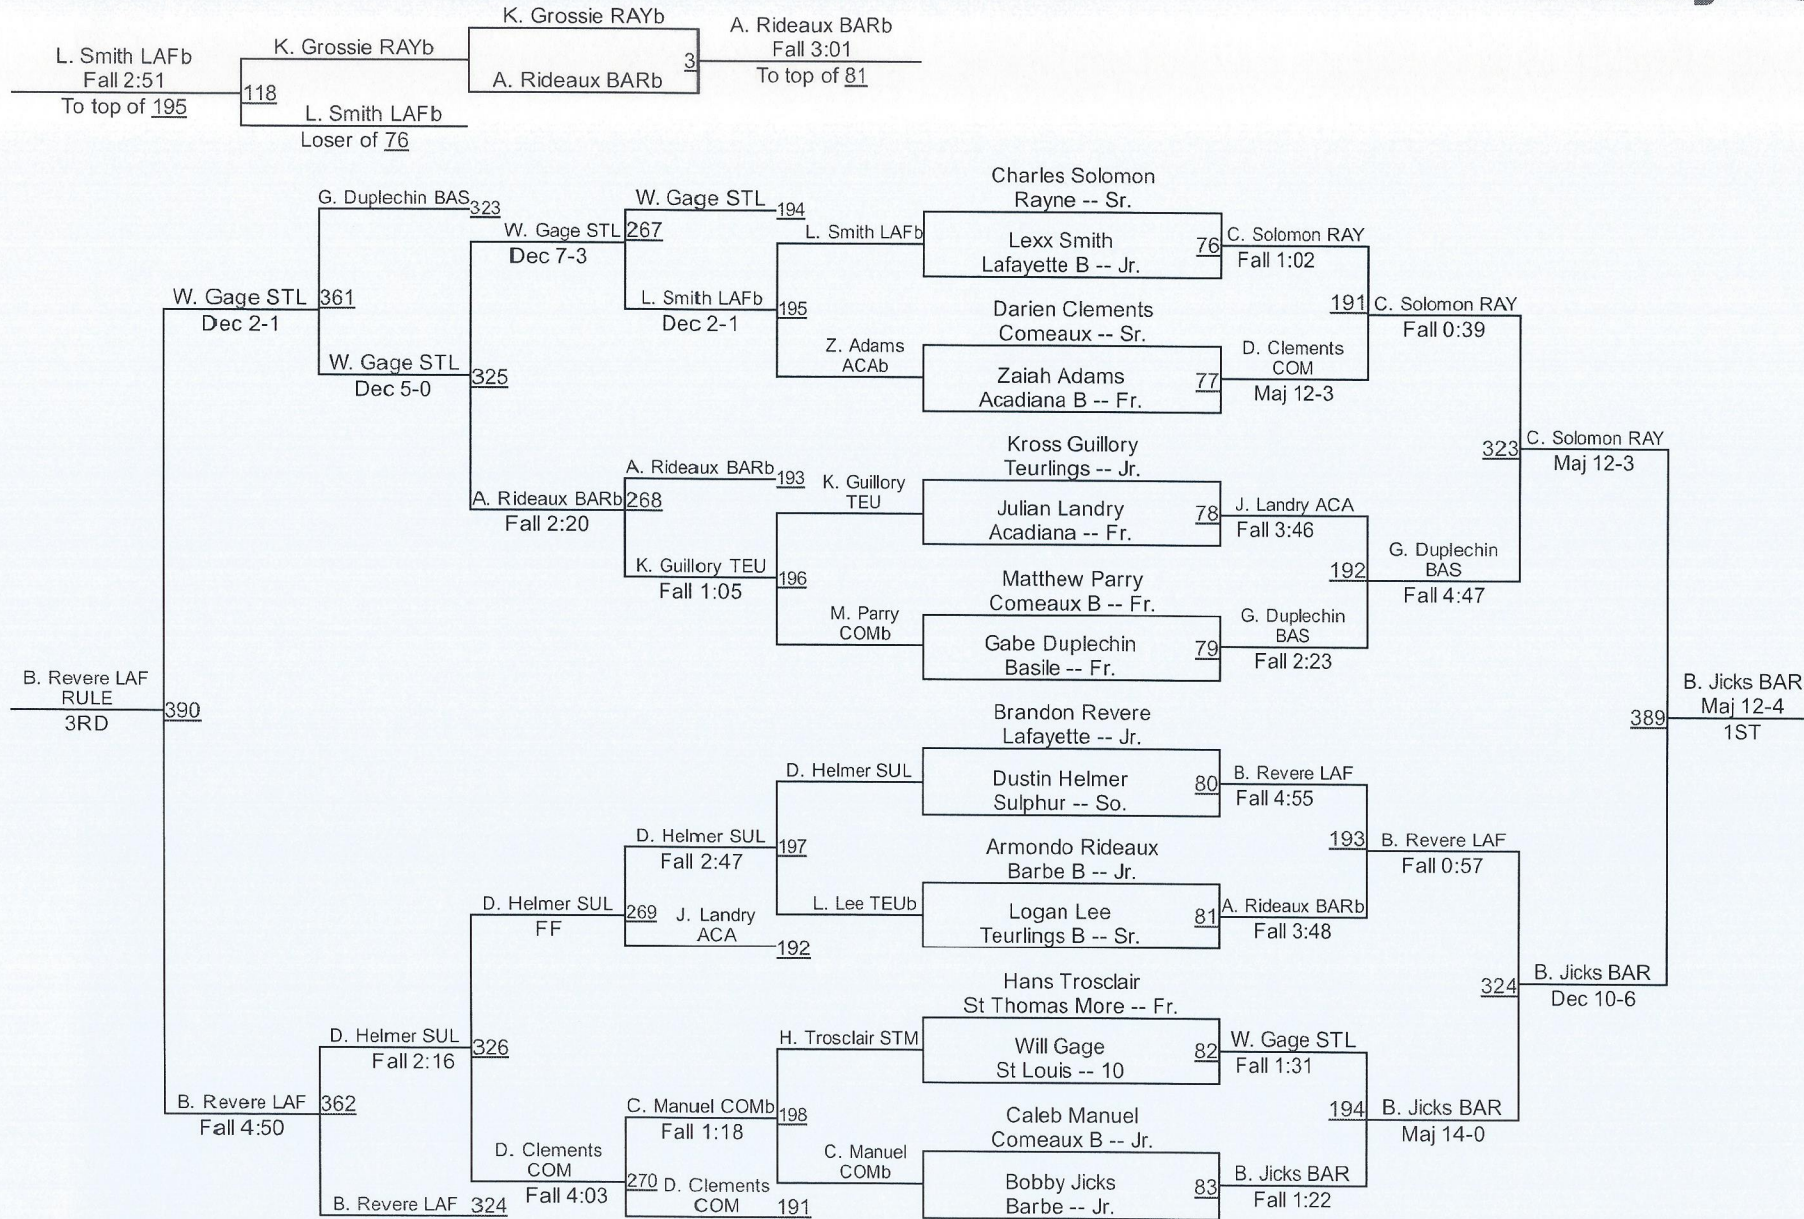 K. Grossie RAYb
A. Rideaux BARb
3
A. Rideaux BARb
Fall 3:01
To top of 81
L. Smith LAFb
Fall 2:51
To top of 195
118
K. Grossie RAYb
L. Smith LAFb
Loser of 76
Charles Solomon
Rayne -- Sr.
Lexx Smith
Lafayette B -- Jr.
76
C. Solomon RAY
Fall 1:02
Darien Clements
Comeaux -- Sr.
Zaiah Adams
Acadiana B -- Fr.
77
D. Clements
COM
Maj 12-3
191
C. Solomon RAY
Fall 0:39
Kross Guillory
Teurlings -- Jr.
Julian Landry
Acadiana -- Fr.
78
J. Landry ACA
Fall 3:46
Matthew Parry
Comeaux B -- Fr.
Gabe Duplechin
Basile -- Fr.
79
G. Duplechin
BAS
Fall 2:23
192
G. Duplechin
BAS
Fall 4:47
323
C. Solomon RAY
Maj 12-3
Brandon Revere
Lafayette -- Jr.
Dustin Helmer
Sulphur -- So.
80
B. Revere LAF
Fall 4:55
Armondo Rideaux
Barbe B -- Jr.
Logan Lee
Teurlings B -- Sr.
81
A. Rideaux BARb
Fall 3:48
193
B. Revere LAF
Fall 0:57
Hans Trosclair
St Thomas More -- Fr.
Will Gage
St Louis -- 10
82
W. Gage STL
Fall 1:31
Caleb Manuel
Comeaux B -- Jr.
Bobby Jicks
Barbe -- Jr.
83
B. Jicks BAR
Fall 1:22
194
B. Jicks BAR
Maj 14-0
324
B. Jicks BAR
Dec 10-6
389
B. Jicks BAR
Maj 12-4
1ST
L. Smith LAFb
Z. Adams
ACAb
195
K. Guillory
TEU
M. Parry
COMb
196
D. Helmer SUL
L. Lee TEUb
197
H. Trosclair STM
C. Manuel
COMb
198
W. Gage STL
194
L. Smith LAFb
Dec 2-1
267
A. Rideaux BARb
193
K. Guillory TEU
Fall 1:05
268
D. Helmer SUL
Fall 2:47
J. Landry
ACA
192
269
C. Manuel COMb
Fall 1:18
D. Clements
COM
191
270
W. Gage STL
Dec 7-3
A. Rideaux BARb
Fall 2:20
325
D. Helmer SUL
FF
D. Clements
COM
Fall 4:03
326
G. Duplechin BAS
323
W. Gage STL
Dec 5-0
361
D. Helmer SUL
Fall 2:16
B. Revere LAF
324
362
W. Gage STL
Dec 2-1
B. Revere LAF
Fall 4:50
390
B. Revere LAF
RULE
3RD